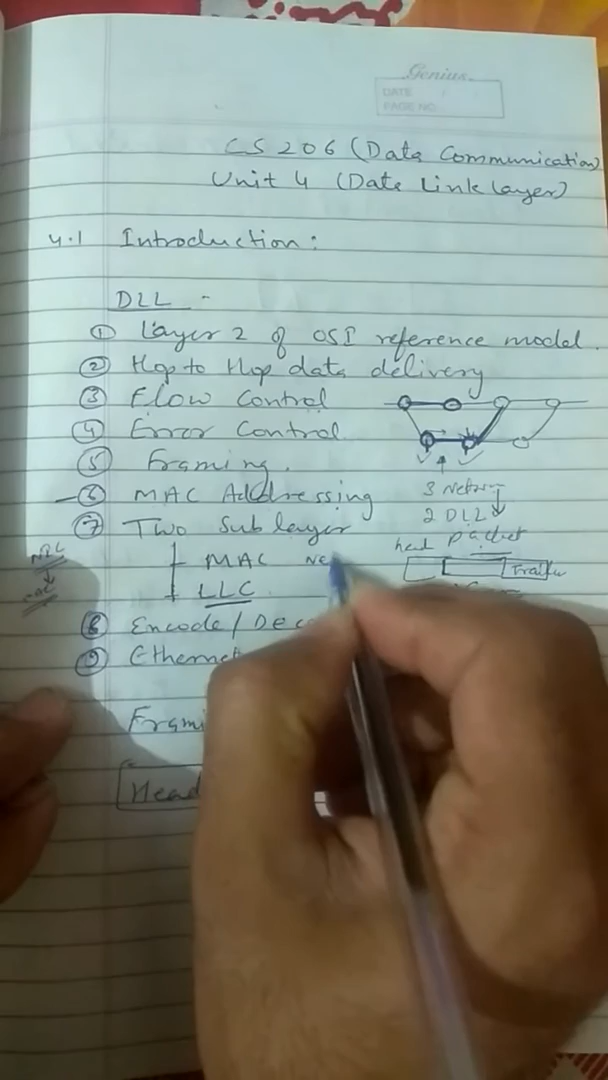 Genius
DATE
PAGE NO
CS 206 (Data Communication)
Unit 4 (Data Link Layer)
4.1 Introduction:
DLL -
① Layer 2 of OSI reference model.
② Hop to Hop data delivery
③ Flow Control
④ Error Control
⑤ Framing.
⑥ MAC Addressing
3 Netw
⑦ Two Sub layer
2 DLL
head packet
MAC Ne
Trailer
LLC
⑧ Encode/Dec
⑨ Ethernet
Frami
Head